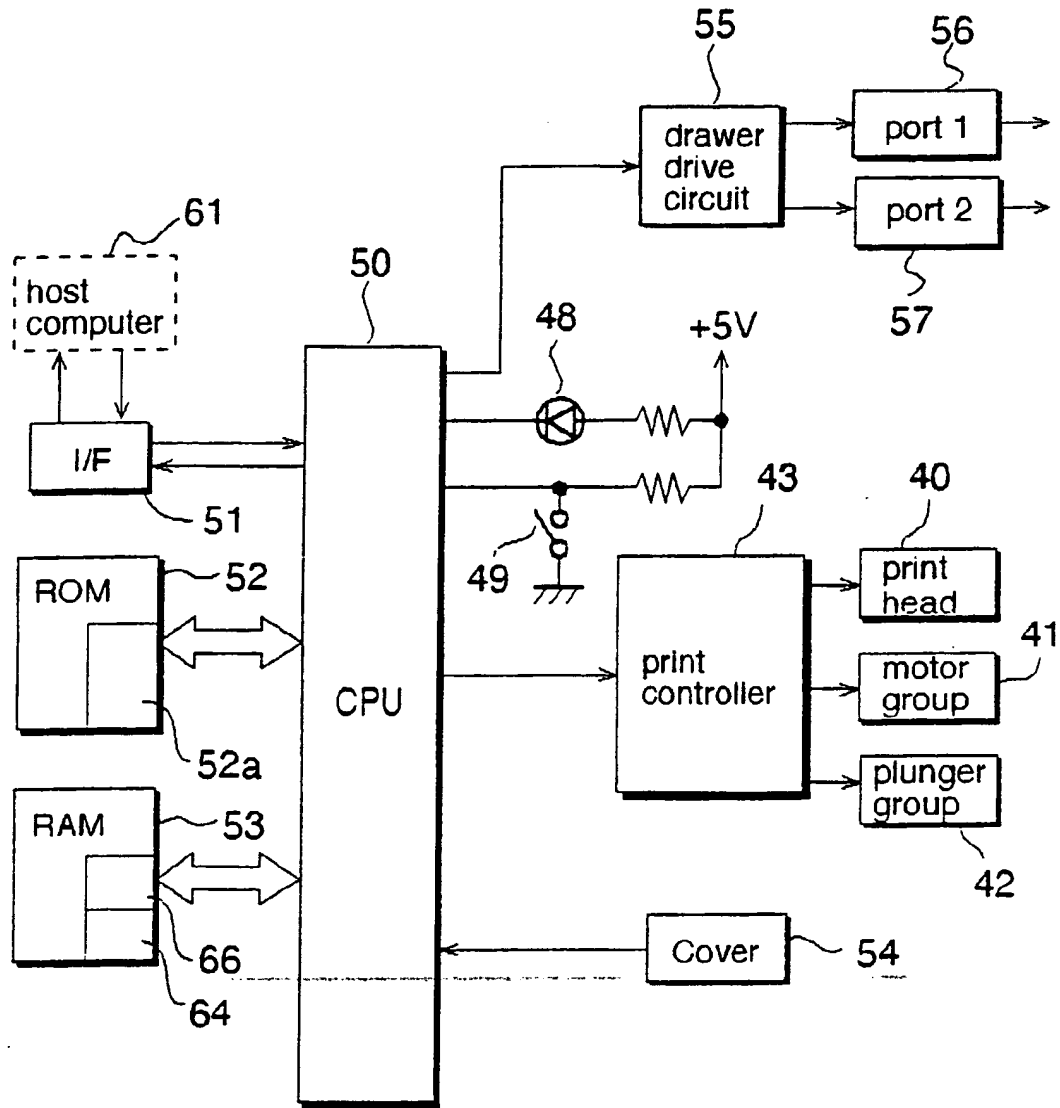 55
56
drawer
drive
circuit
port 1
port 2
57
61
host
computer
50
48
+5V
I/F
51
49
43
40
ROM
52
52a
CPU
print
controller
print
head
41
motor
group
plunger
group
42
RAM
53
66
64
Cover
54